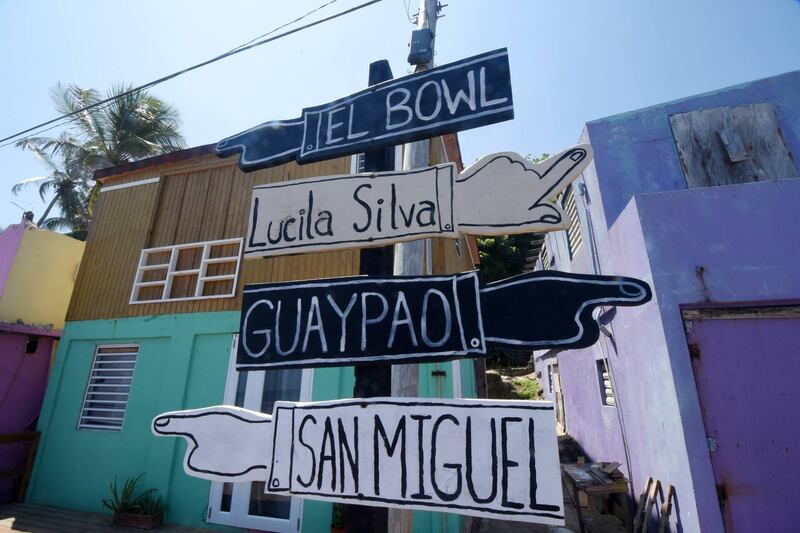 EL BOWL
Lucila Silva
GUAYPAO
SAN MIGUEL